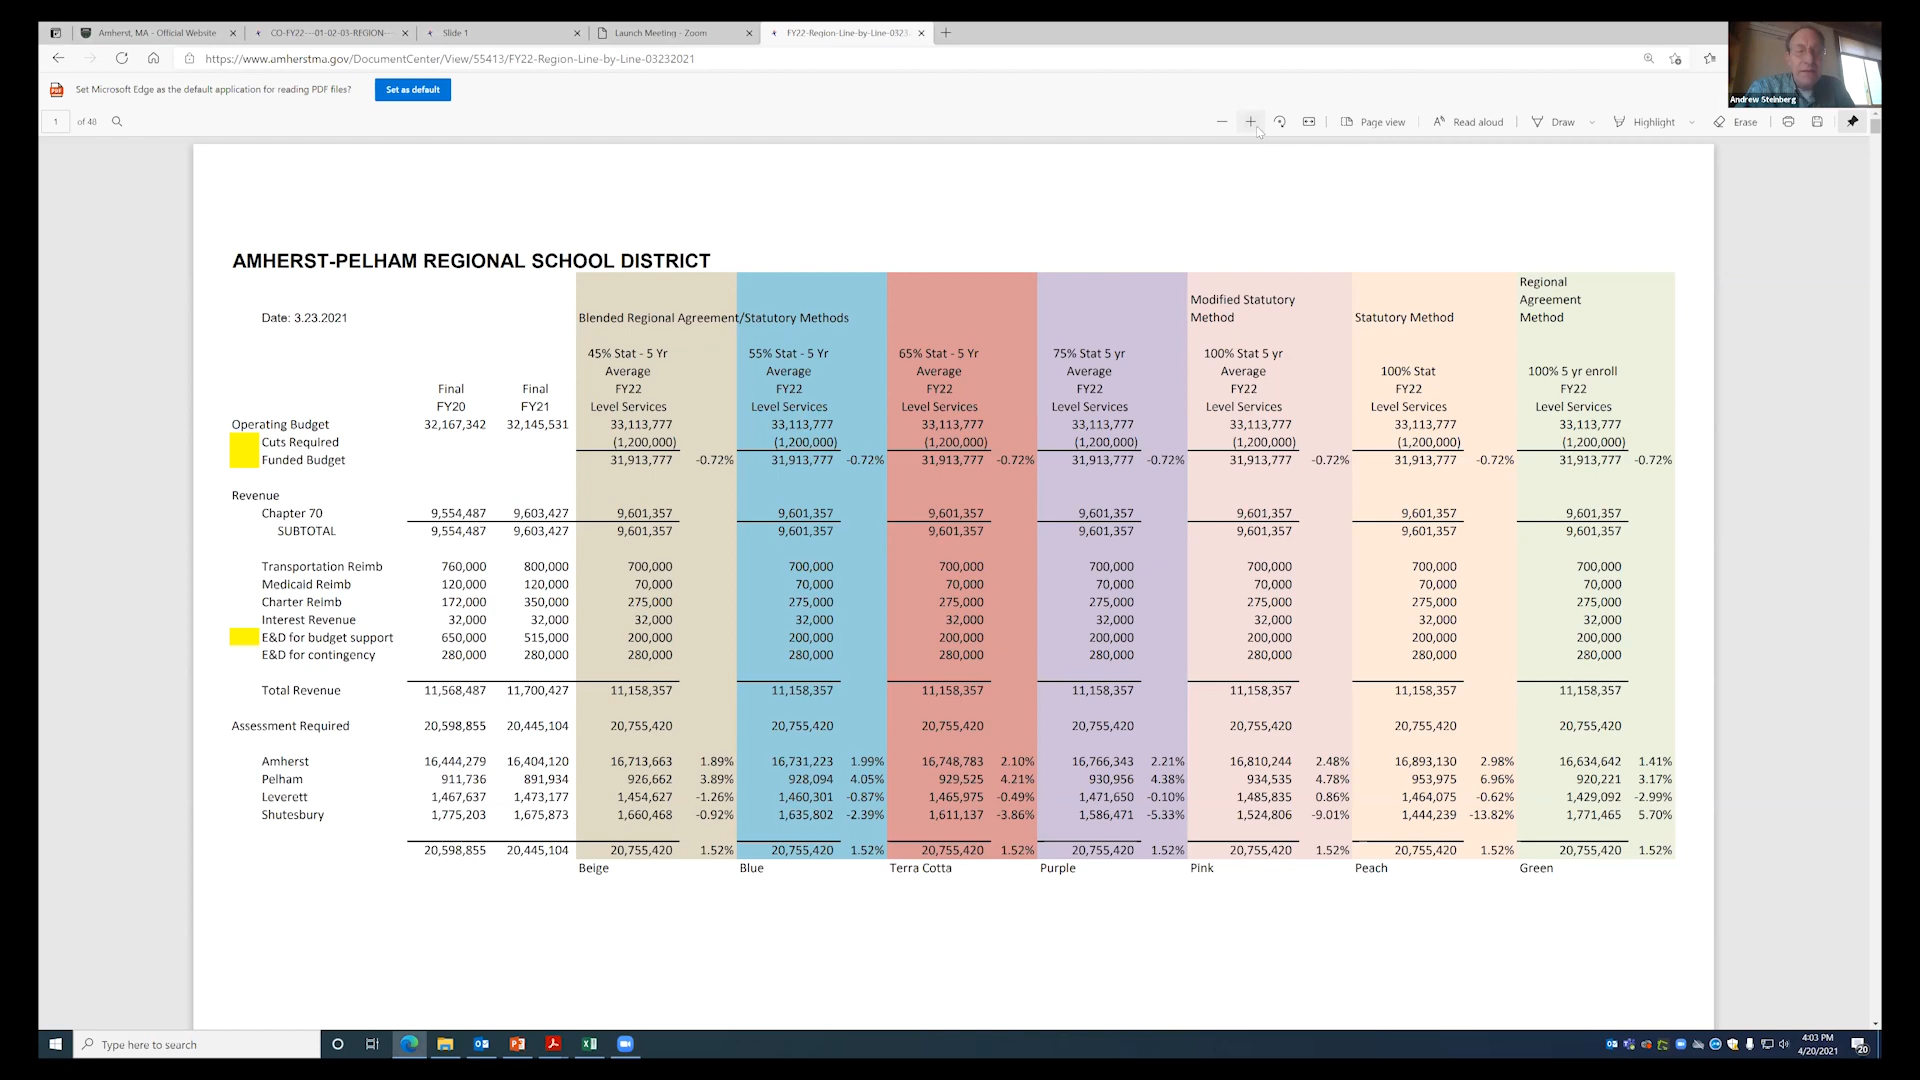 Amherst, MA - Official Website
CO-FY22---01-02-03-REGION---
Slide 1
Launch Meeting - Zoom
FY22-Region-Line-by-Line-0323
https://www.amherstma.gov/DocumentCenter/View/55413/FY22-Region-Line-by-Line-03232021
Set Microsoft Edge as the default application for reading PDF files? Set as default
1 of 48 Page view Read aloud Draw Highlight Erase
Andrew Steinberg
AMHERST-PELHAM REGIONAL SCHOOL DISTRICT
Regional
Modified Statutory Agreement
Date: 3.23.2021 Blended Regional Agreement/Statutory Methods Method Statutory Method Method
45% Stat - 5 Yr 55% Stat - 5 Yr 65% Stat - 5 Yr 75% Stat 5 yr 100% Stat 5 yr
Average Average Average Average Average 100% Stat 100% 5 yr enroll
Final Final FY22 FY22 FY22 FY22 FY22 FY22 FY22
FY20 FY21 Level Services Level Services Level Services Level Services Level Services Level Services Level Services
Operating Budget 32,167,342 32,145,531 33,113,777 33,113,777 33,113,777 33,113,777 33,113,777 33,113,777 33,113,777
Cuts Required (1,200,000) (1,200,000) (1,200,000) (1,200,000) (1,200,000) (1,200,000) (1,200,000)
Funded Budget 31,913,777 -0.72% 31,913,777 -0.72% 31,913,777 -0.72% 31,913,777 -0.72% 31,913,777 -0.72% 31,913,777 -0.72% 31,913,777 -0.72%
Revenue
Chapter 70 9,554,487 9,603,427 9,601,357 9,601,357 9,601,357 9,601,357 9,601,357 9,601,357 9,601,357
SUBTOTAL 9,554,487 9,603,427 9,601,357 9,601,357 9,601,357 9,601,357 9,601,357 9,601,357 9,601,357
Transportation Reimb 760,000 800,000 700,000 700,000 700,000 700,000 700,000 700,000 700,000
Medicaid Reimb 120,000 120,000 70,000 70,000 70,000 70,000 70,000 70,000 70,000
Charter Reimb 172,000 350,000 275,000 275,000 275,000 275,000 275,000 275,000 275,000
Interest Revenue 32,000 32,000 32,000 32,000 32,000 32,000 32,000 32,000 32,000
E&D for budget support 650,000 515,000 200,000 200,000 200,000 200,000 200,000 200,000 200,000
E&D for contingency 280,000 280,000 280,000 280,000 280,000 280,000 280,000 280,000 280,000
Total Revenue 11,568,487 11,700,427 11,158,357 11,158,357 11,158,357 11,158,357 11,158,357 11,158,357 11,158,357
Assessment Required 20,598,855 20,445,104 20,755,420 20,755,420 20,755,420 20,755,420 20,755,420 20,755,420 20,755,420
Amherst 16,444,279 16,404,120 16,713,663 1.89% 16,731,223 1.99% 16,748,783 2.10% 16,766,343 2.21% 16,810,244 2.48% 16,893,130 2.98% 16,634,642 1.41%
Pelham 911,736 891,934 926,662 3.89% 928,094 4.05% 929,525 4.21% 930,956 4.38% 934,535 4.78% 953,975 6.96% 920,221 3.17%
Leverett 1,467,637 1,473,177 1,454,627 -1.26% 1,460,301 -0.87% 1,465,975 -0.49% 1,471,650 -0.10% 1,485,835 0.86% 1,464,075 -0.62% 1,429,092 -2.99%
Shutesbury 1,775,203 1,675,873 1,660,468 -0.92% 1,635,802 -2.39% 1,611,137 -3.86% 1,586,471 -5.33% 1,524,806 -9.01% 1,444,239 -13.82% 1,771,465 5.70%
20,598,855 20,445,104 20,755,420 1.52% 20,755,420 1.52% 20,755,420 1.52% 20,755,420 1.52% 20,755,420 1.52% 20,755,420 1.52% 20,755,420 1.52%
Beige Blue Terra Cotta Purple Pink Peach Green
Type here to search
4:03 PM
4/20/2021
20